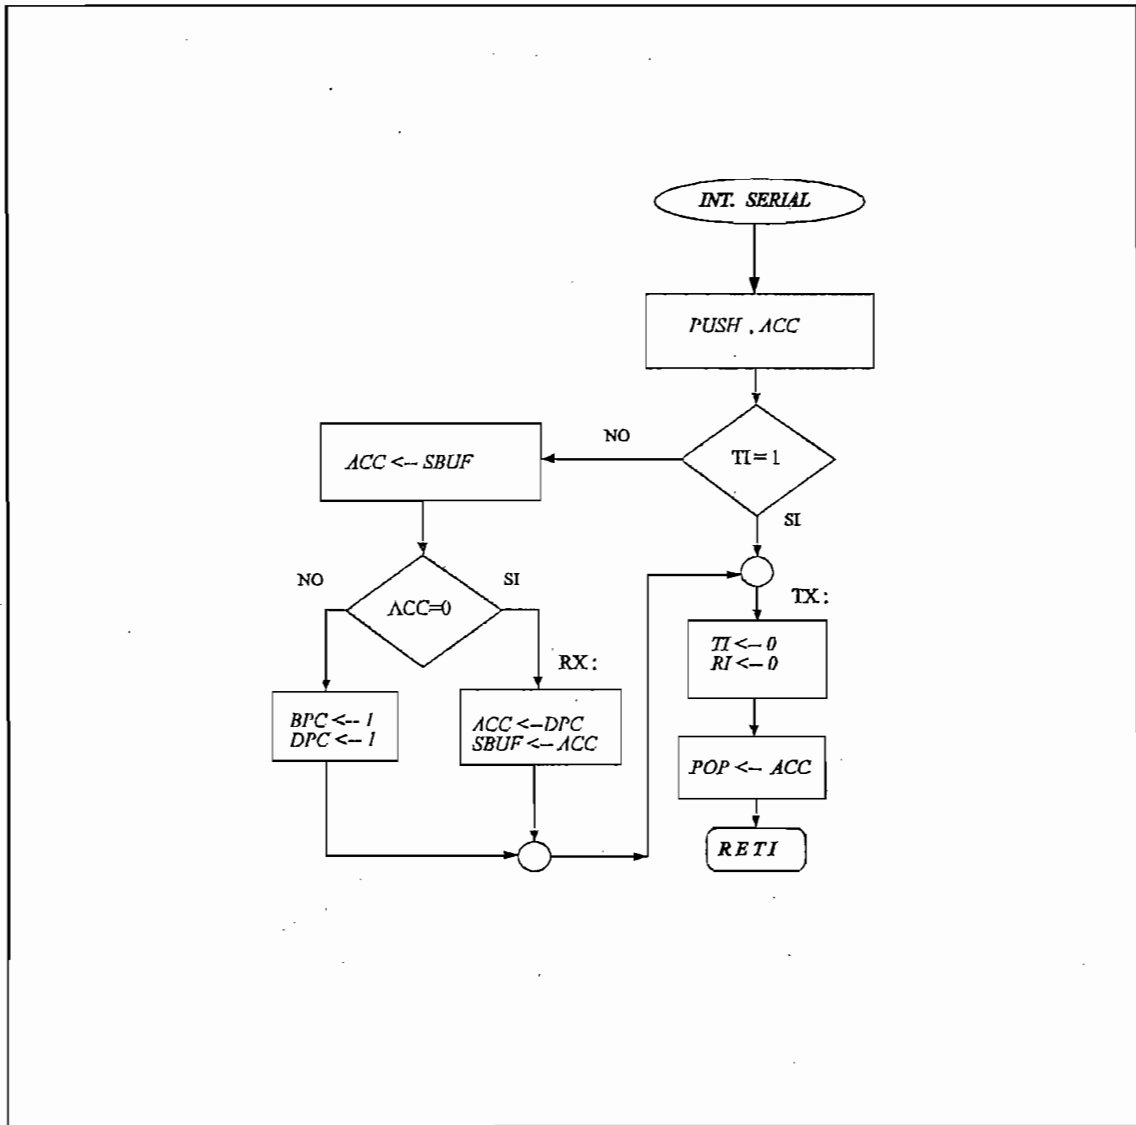 INT. SERIAL
PUSH , ACC
TI = 1
NO
SI
ACC <-- SBUF
ACC=0
NO
SI
RX:
BPC <-- 1
DPC <-- 1
ACC <-- DPC
SBUF <-- ACC
TX:
TI <-- 0
RI <-- 0
POP <-- ACC
RETI